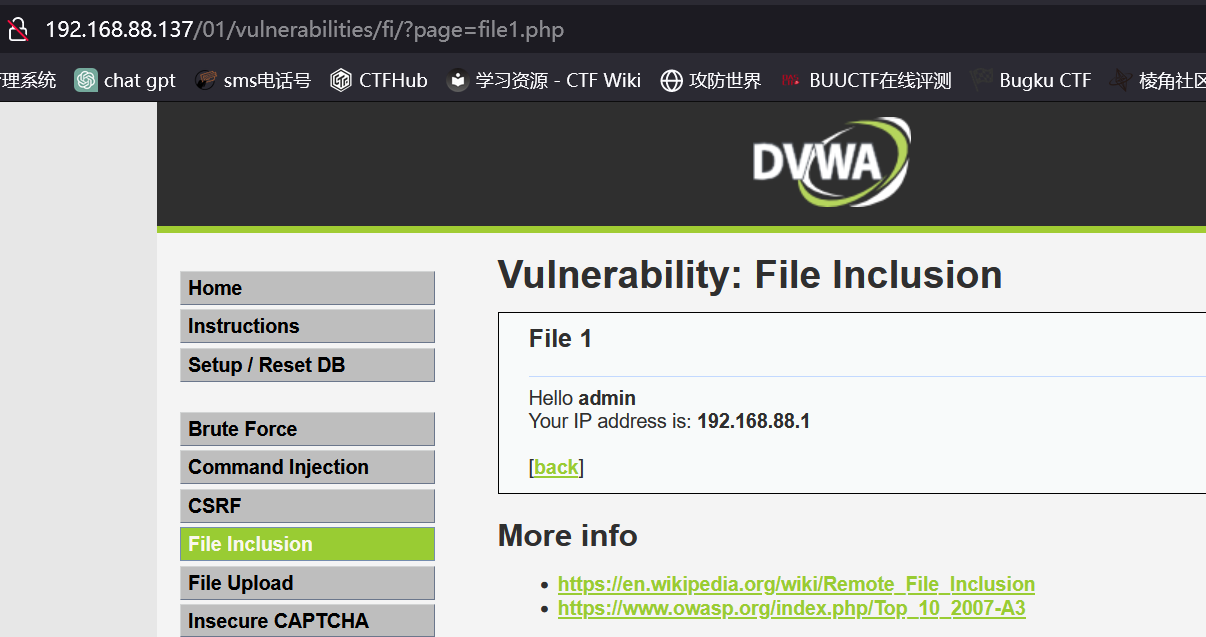 192.168.88.137/01/vulnerabilities/fi/?page=file1.php
理系统 chat gpt sms电话号 CTFHub 学习资源 - CTF Wiki 攻防世界 BUUCTF在线评测 Bugku CTF 棱角社区
DVWA
Home
Instructions
Setup / Reset DB
Brute Force
Command Injection
CSRF
File Inclusion
File Upload
Insecure CAPTCHA
Vulnerability: File Inclusion
File 1
Hello admin
Your IP address is: 192.168.88.1
[back]
More info
https://en.wikipedia.org/wiki/Remote_File_Inclusion
https://www.owasp.org/index.php/Top_10_2007-A3